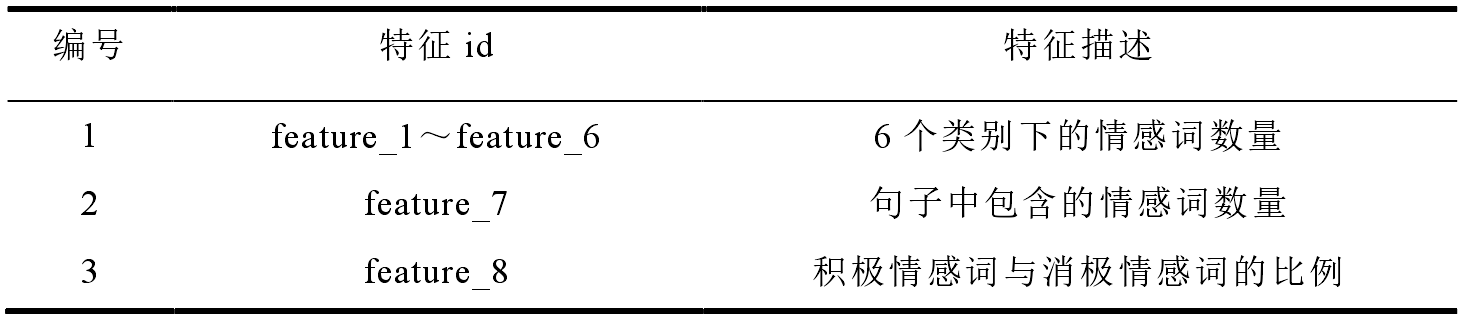 编号 特征 id 特征描述
1 feature_1～feature_6 6 个类别下的情感词数量
2 feature_7 句子中包含的情感词数量
3 feature_8 积极情感词与消极情感词的比例